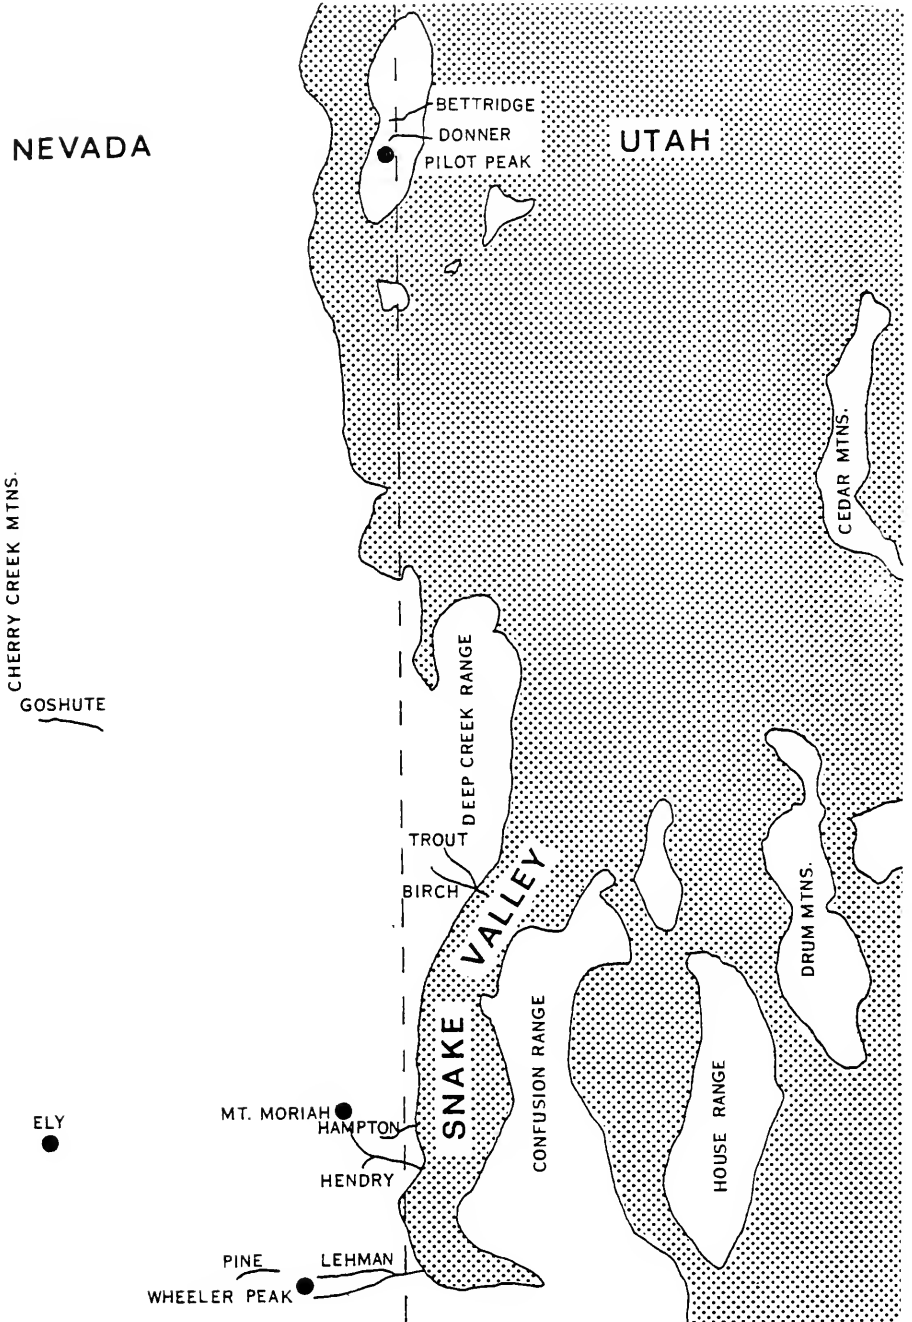 BETTRIDGE
NEVADA
DONNER
UTAH
PILOT PEAK
CEDAR MTNS.
CHERRY CREEK MTNS.
GOSHUTE
DEEP CREEK RANGE
TROUT
BIRCH
SNAKE VALLEY
DRUM MTNS.
CONFUSION RANGE
HOUSE RANGE
MT. MORIAH
HAMPTON
ELY
HENDRY
PINE
LEHMAN
WHEELER PEAK